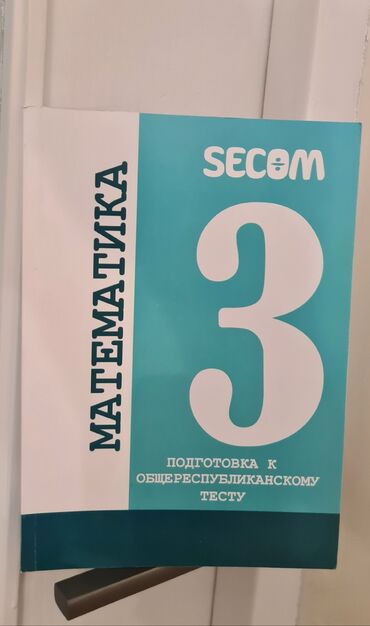 МАТЕМАТИКА
SECOM
3
ПОДГОТОВКА К
ОБЩЕРЕСПУБЛИКАНСКОМУ
ТЕСТУ